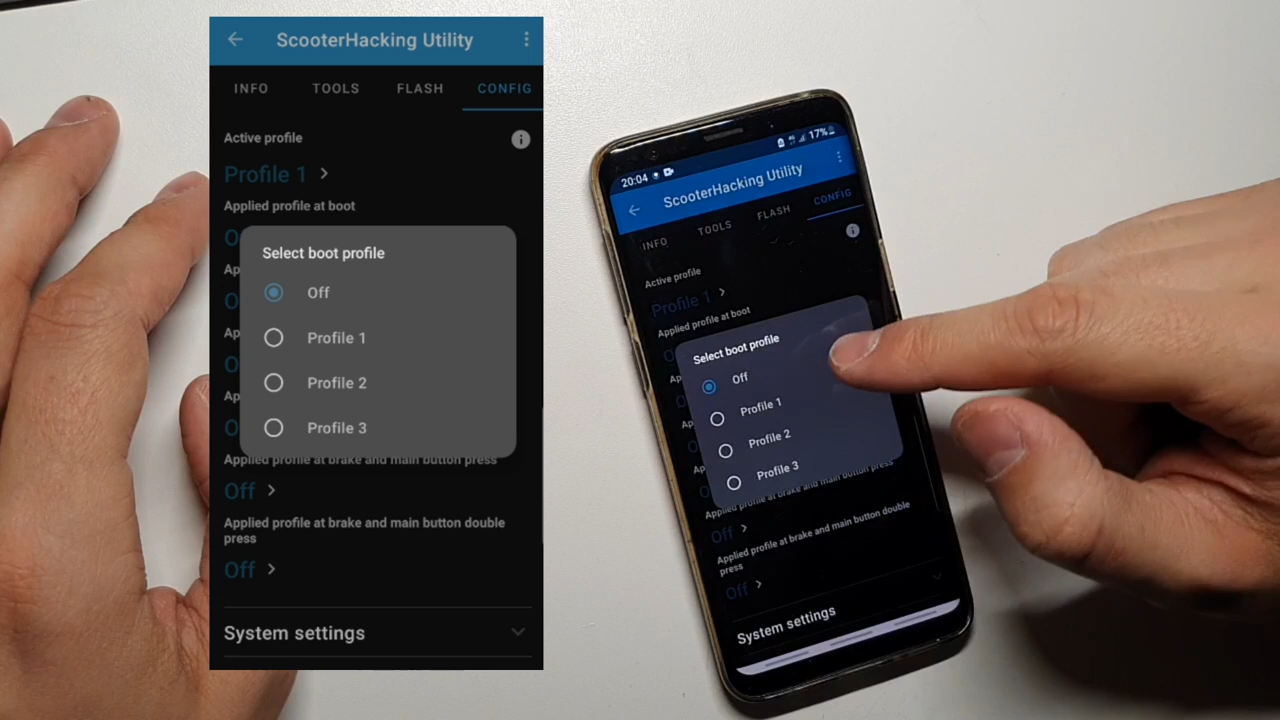 ScooterHacking Utility
INFO TOOLS FLASH CONFIG
Active profile
Profile 1
Applied profile at boot
Select boot profile
Off
Profile 1
Profile 2
Profile 3
Applied profile at brake and main button press
Off
Applied profile at brake and main button double
press
Off
System settings
20:04 17%
ScooterHacking Utility
INFO TOOLS FLASH CONFIG
Active profile
Profile 1
Applied profile at boot
Select boot profile
Off
Profile 1
Profile 2
Profile 3
Applied profile at brake and main button press
Off
Applied profile at brake and main button double
press
Off
System settings